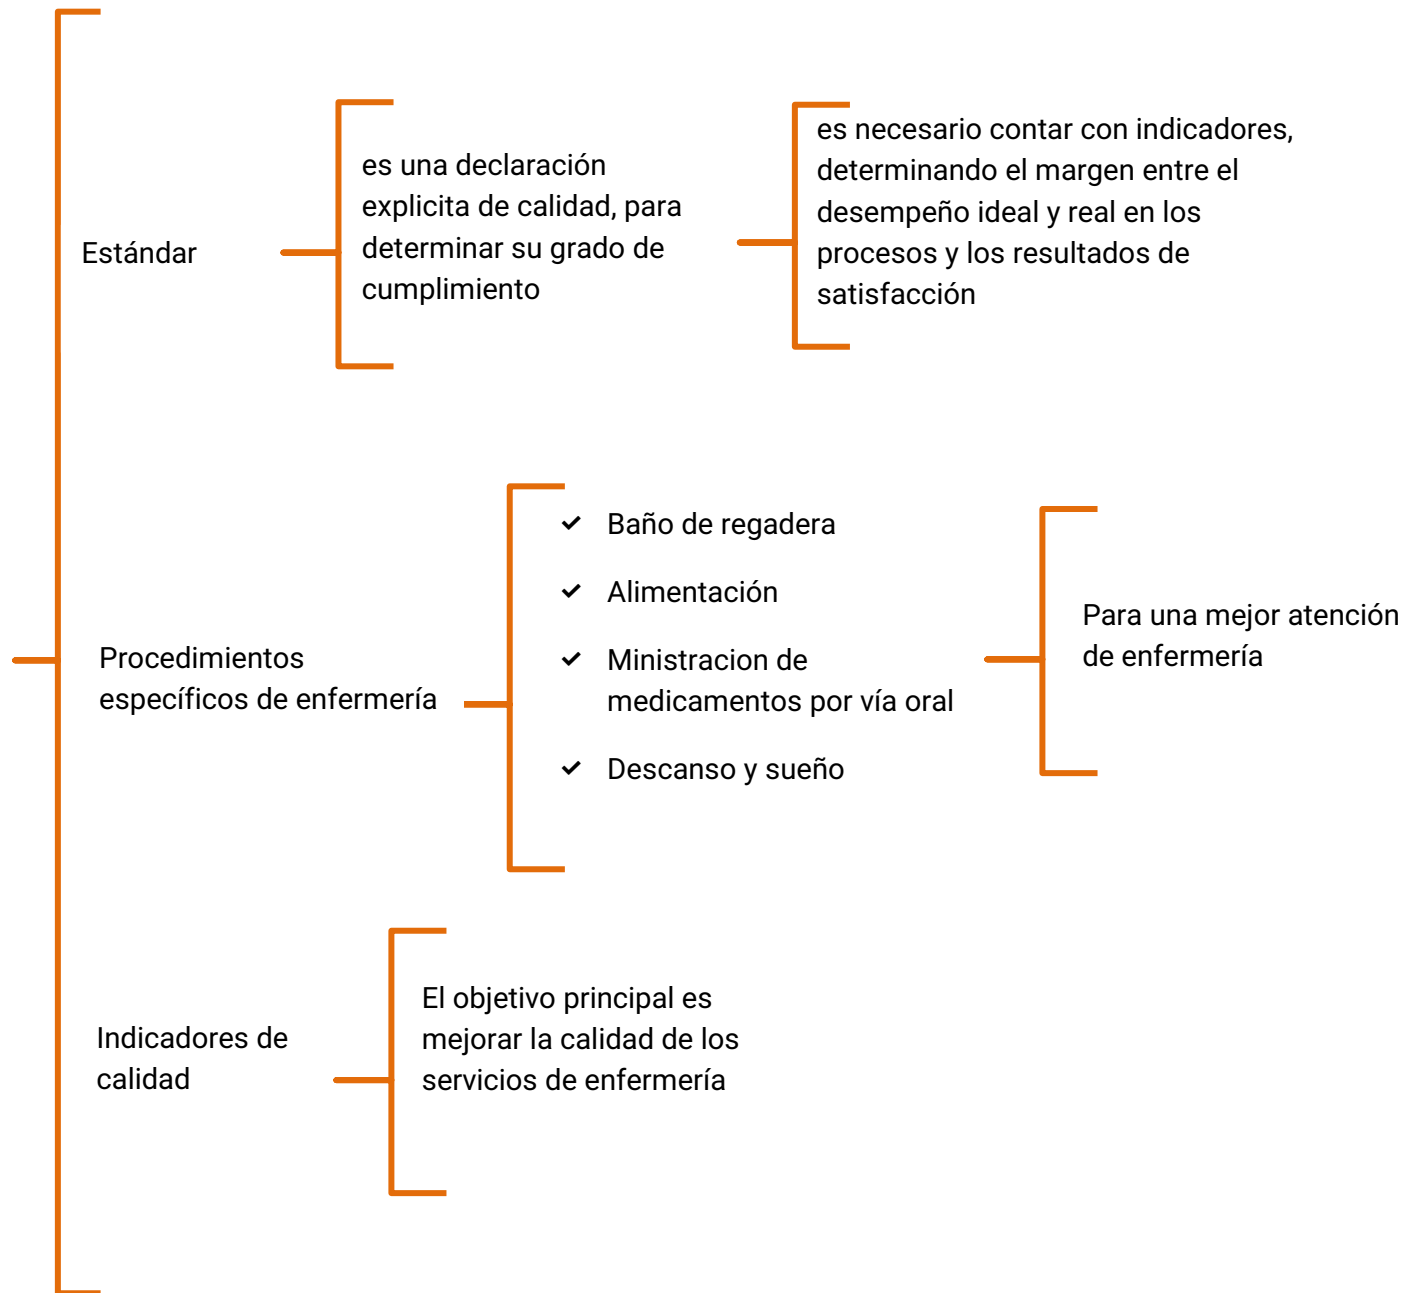 Estándar
es una declaración
explicita de calidad, para
determinar su grado de
cumplimiento
es necesario contar con indicadores,
determinando el margen entre el
desempeño ideal y real en los
procesos y los resultados de
satisfacción
Procedimientos
específicos de enfermería
Baño de regadera
Alimentación
Ministracion de
medicamentos por vía oral
Descanso y sueño
Para una mejor atención
de enfermería
Indicadores de
calidad
El objetivo principal es
mejorar la calidad de los
servicios de enfermería